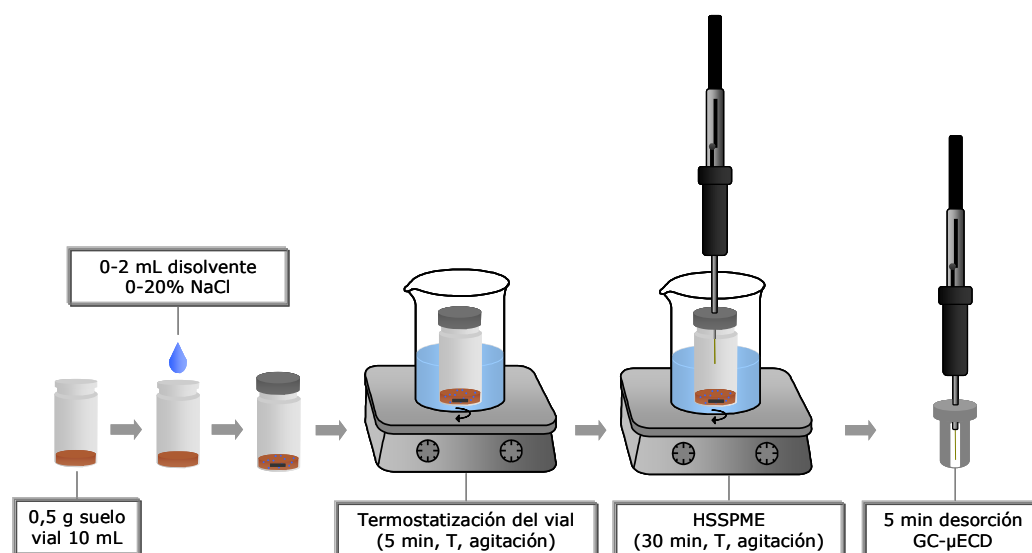 0-2 mL disolvente
0-20% NaCl
0,5 g suelo
vial 10 mL
Termostatización del vial
(5 min, T, agitación)
HSSPME
(30 min, T, agitación)
5 min desorción
GC-μECD